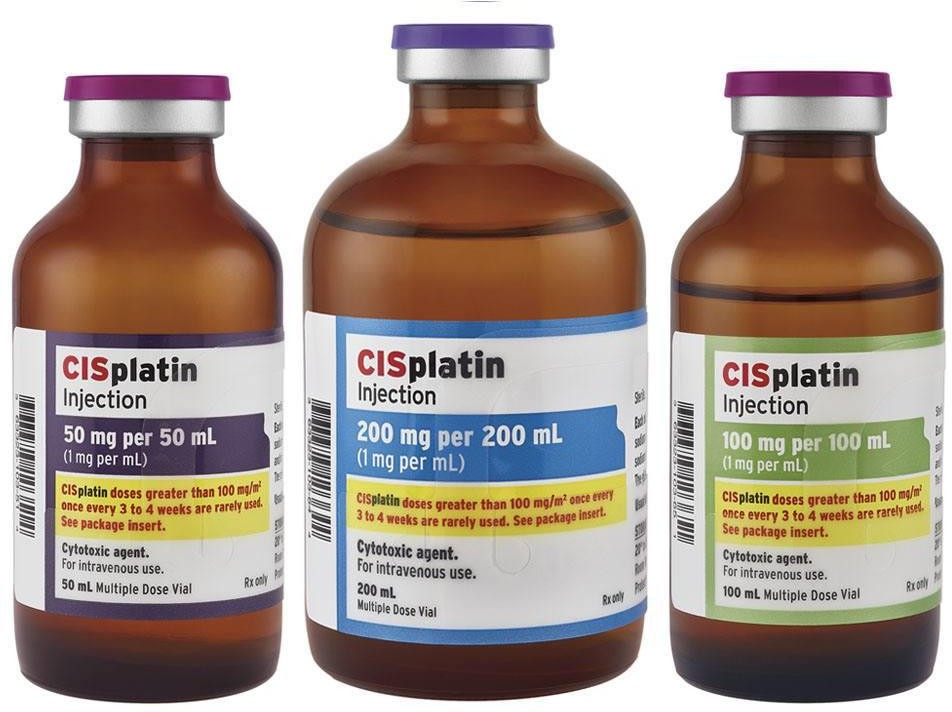 CISplatin
Injection
50 mg per 50 mL
(1 mg per mL)
CISplatin doses greater than 100 mg/m²
once every 3 to 4 weeks are rarely used.
See package insert.
Cytotoxic agent.
For intravenous use.
50 mL Multiple Dose Vial
Rx only
CISplatin
Injection
200 mg per 200 mL
(1 mg per mL)
CISplatin doses greater than 100 mg/m² once every
3 to 4 weeks are rarely used. See package insert.
Cytotoxic agent.
For intravenous use.
200 mL
Multiple Dose Vial
Rx only
CISplatin
Injection
100 mg per 100 mL
(1 mg per mL)
CISplatin doses greater than 100 mg/m²
once every 3 to 4 weeks are rarely used.
See package insert.
Cytotoxic agent.
For intravenous use.
100 mL Multiple Dose Vial
Rx only